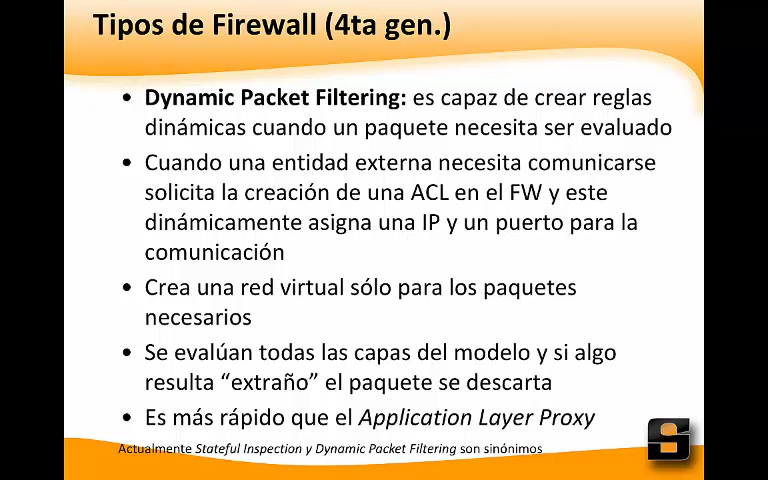 Tipos de Firewall (4ta gen.)
• Dynamic Packet Filtering: es capaz de crear reglas
dinámicas cuando un paquete necesita ser evaluado
• Cuando una entidad externa necesita comunicarse
solicita la creación de una ACL en el FW y este
dinámicamente asigna una IP y un puerto para la
comunicación
• Crea una red virtual sólo para los paquetes
necesarios
• Se evalúan todas las capas del modelo y si algo
resulta “extraño” el paquete se descarta
• Es más rápido que el Application Layer Proxy
Actualmente Stateful Inspection y Dynamic Packet Filtering son sinónimos